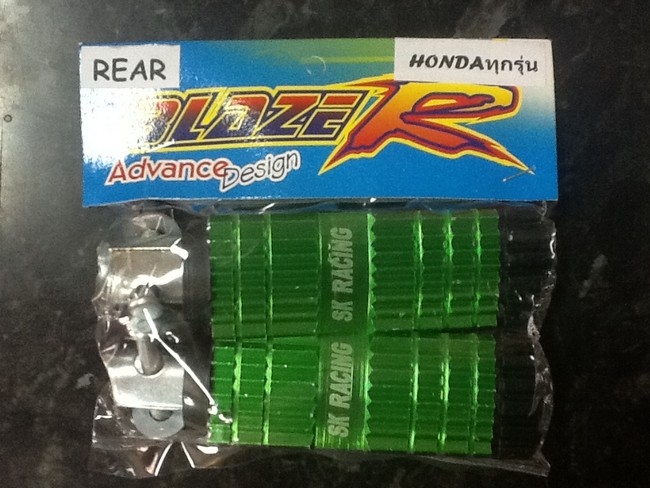 REAR
HONDAทุกรุ่น
BLAZE R
Advance Design
SK RACING
SK RACING